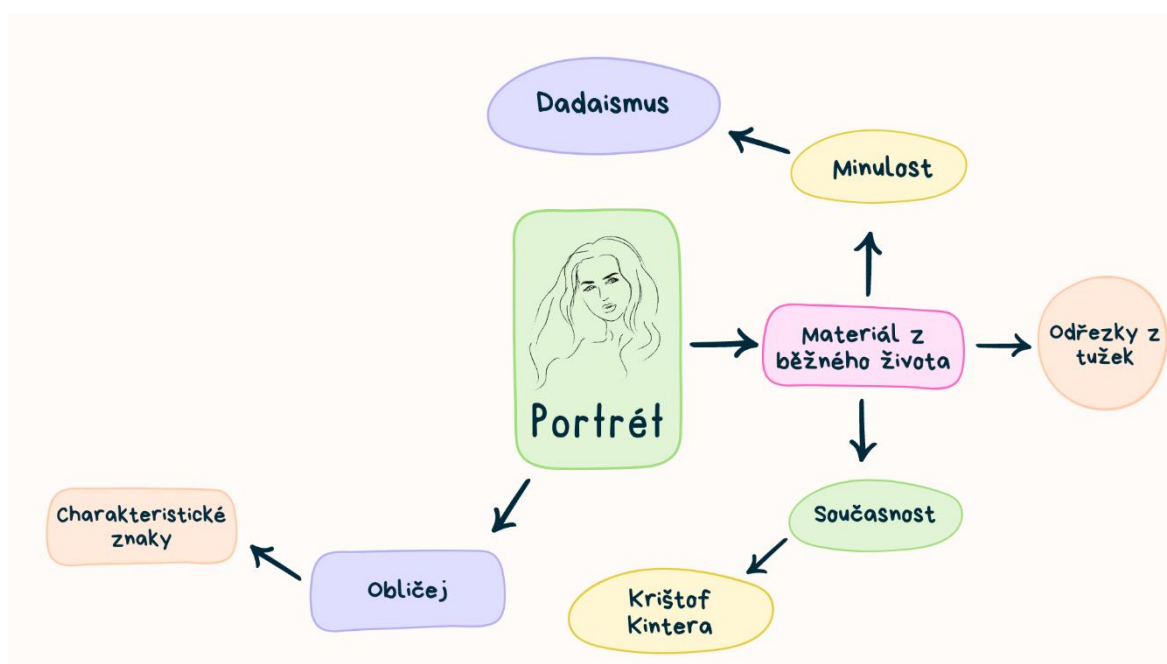 Dadaismus
Minulost
Portrét
Materiál z
běžného života
Odřezky z
tužek
Současnost
Krištof
Kintera
Obličej
Charakteristické
znaky